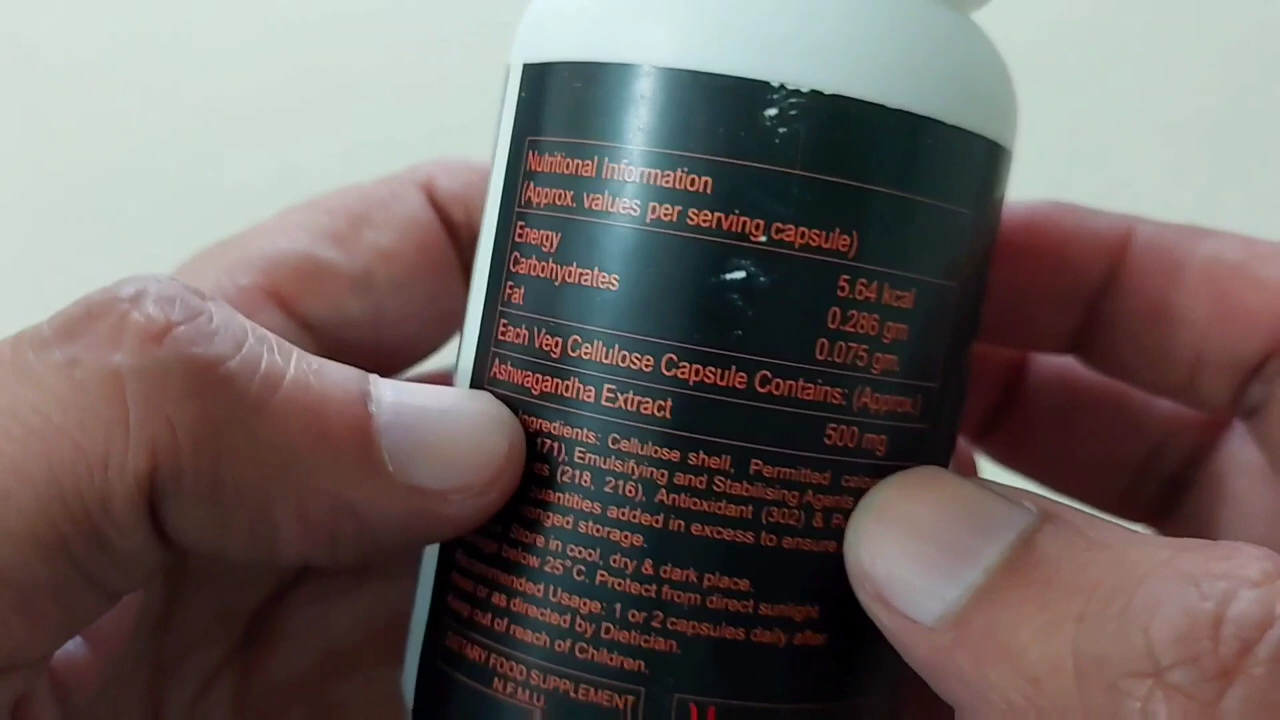 Nutritional Information
(Approx. values per serving capsule)
Energy 5.64 kcal
Carbohydrates 0.286 gm
Fat 0.075 gm
Each Veg Cellulose Capsule Contains: (Approx.)
Ashwagandha Extract 500 mg
Ingredients: Cellulose shell, Permitted
171), Emulsifying and Stabilising Agents
(218, 216), Antioxidant (302) &
added in excess to ensure
storage.
Store in cool, dry & dark place.
below 25°C. Protect from direct sunlight
Usage: 1 or 2 capsules daily after
or as directed by Dietician.
out of reach of Children.
DIETARY FOOD SUPPLEMENT
N.F.M.U.